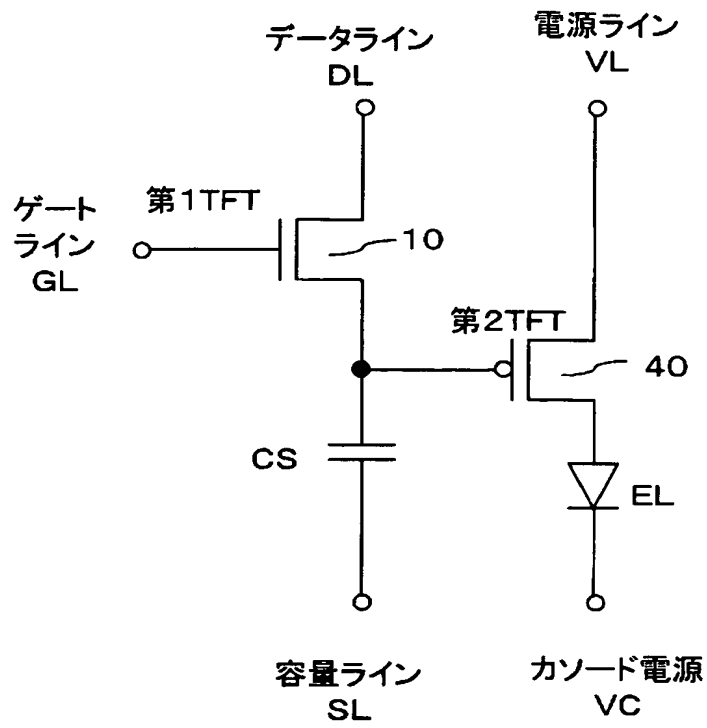 データライン
DL
電源ライン
VL
第1TFT
ゲート
ライン
GL
10
第2TFT
40
CS
EL
容量ライン
SL
カソード電源
VC